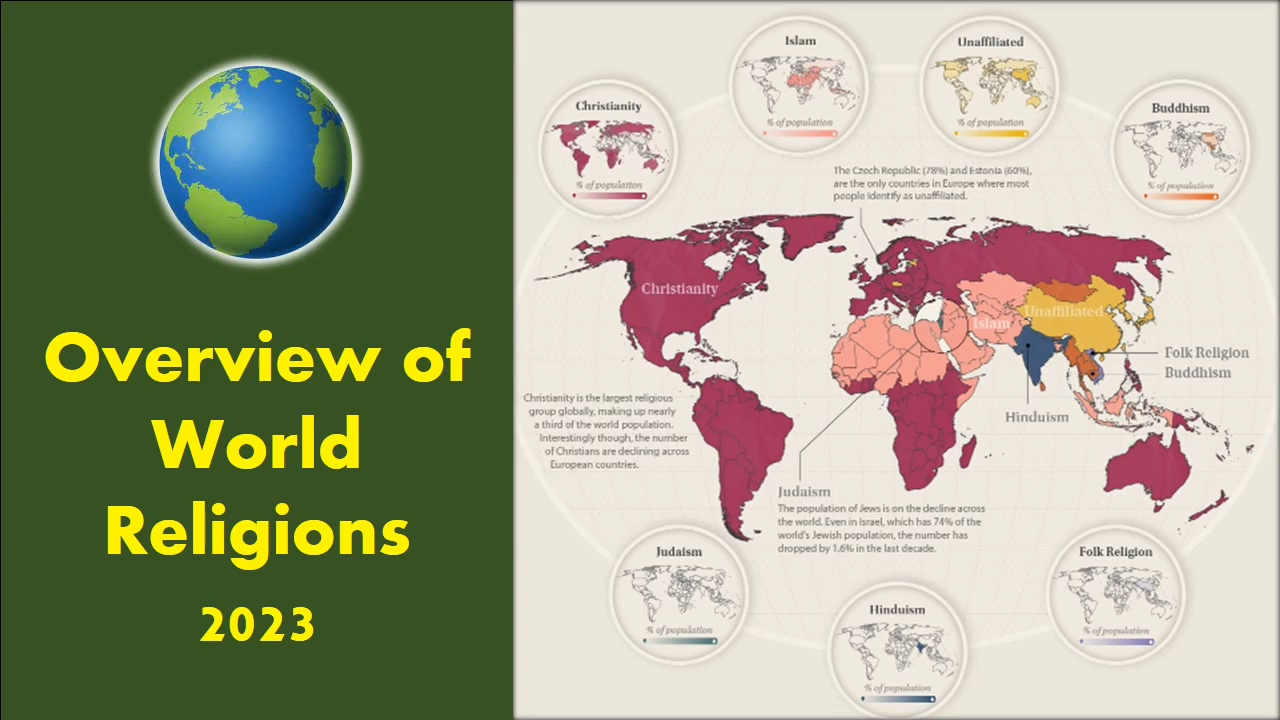 Overview of
World
Religions
2023
Christianity
% of population
Islam
% of population
Unaffiliated
% of population
Buddhism
% of population
The Czech Republic (78%) and Estonia (60%),
are the only countries in Europe where most
people identify as unaffiliated.
Christianity
Islam
Unaffiliated
Folk Religion
Buddhism
Hinduism
Christianity is the largest religious
group globally, making up nearly
a third of the world population.
Interestingly though, the number
of Christians are declining across
European countries.
Judaism
The population of Jews is on the decline across
the world. Even in Israel, which has 74% of the
world's Jewish population, the number has
dropped by 1.6% in the last decade.
Judaism
% of population
Hinduism
% of population
Folk Religion
% of population